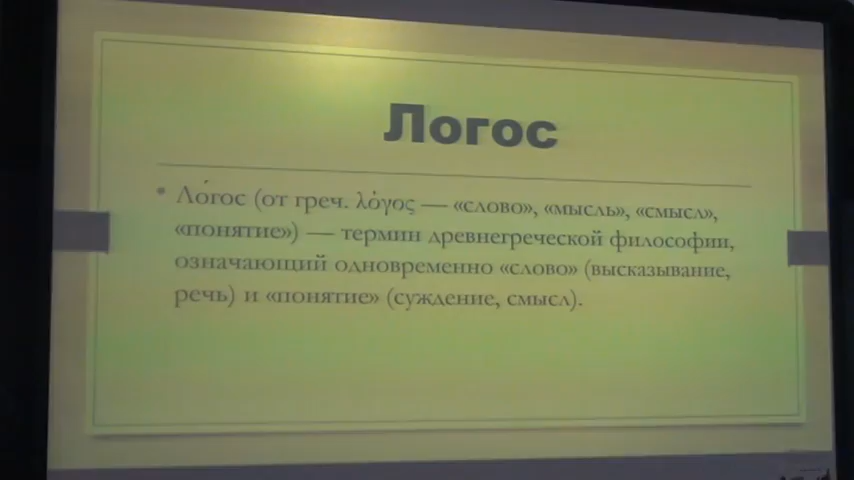 Логос
• Ло́гос (от греч. λόγος — «слово», «мысль», «смысл»,
«понятие») — термин древнегреческой философии,
означающий одновременно «слово» (высказывание,
речь) и «понятие» (суждение, смысл).